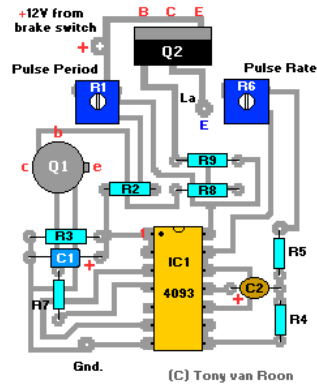 +12V from
brake switch
B C E
+
Q2
Pulse Period
Pulse Rate
R1
La
R6
E
b
c
Q1
e
R9
R2
R8
R3
1
C1
+
IC1
R5
R7
4093
C2
+
R4
Gnd.
(C) Tony van Roon